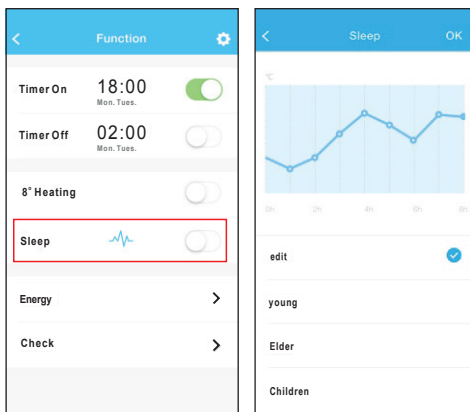 Function
Timer On 18:00
Mon. Tues.
Timer Off 02:00
Mon. Tues.
8° Heating
Sleep
Energy
Check
Sleep OK
℃
0h 2h 4h 6h 8h
edit
young
Elder
Children